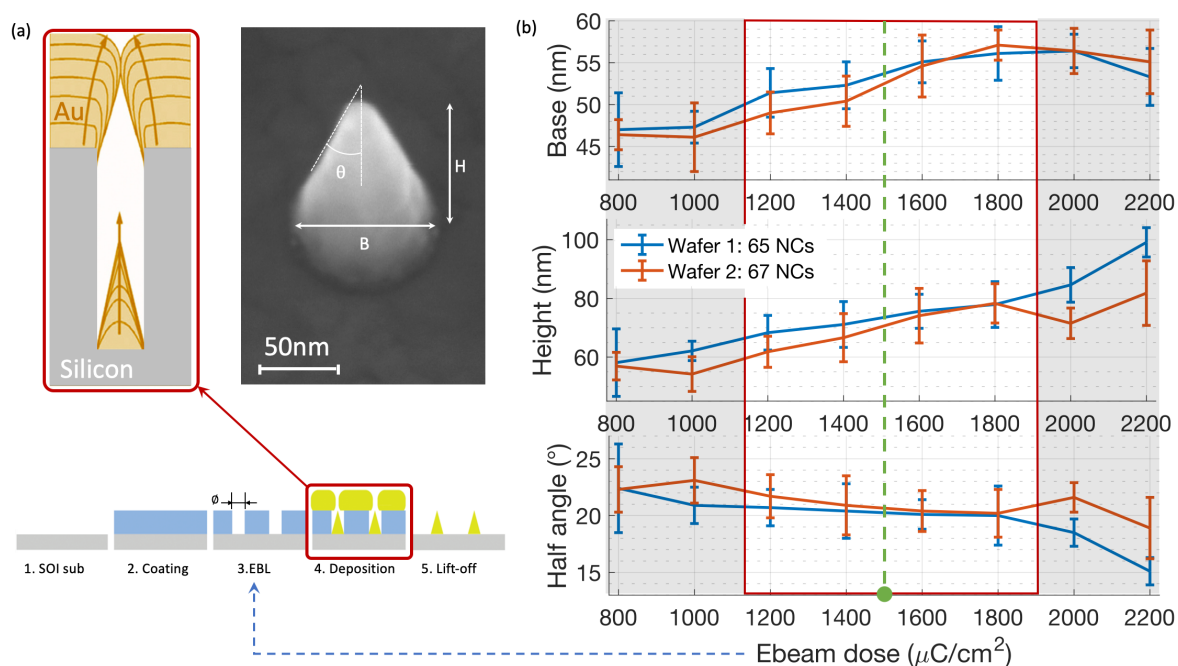 (a)
Au
Silicon
θ
H
B
50nm
ø
1. SOI sub
2. Coating
3.EBL
4. Deposition
5. Lift-off
(b)
Base (nm)
60
55
50
45
800 1000 1200 1400 1600 1800 2000 2200
Height (nm)
100
80
60
Wafer 1: 65 NCs
Wafer 2: 67 NCs
800 1000 1200 1400 1600 1800 2000 2200
Half angle (°)
25
20
15
800 1000 1200 1400 1600 1800 2000 2200
Ebeam dose (μC/cm²)